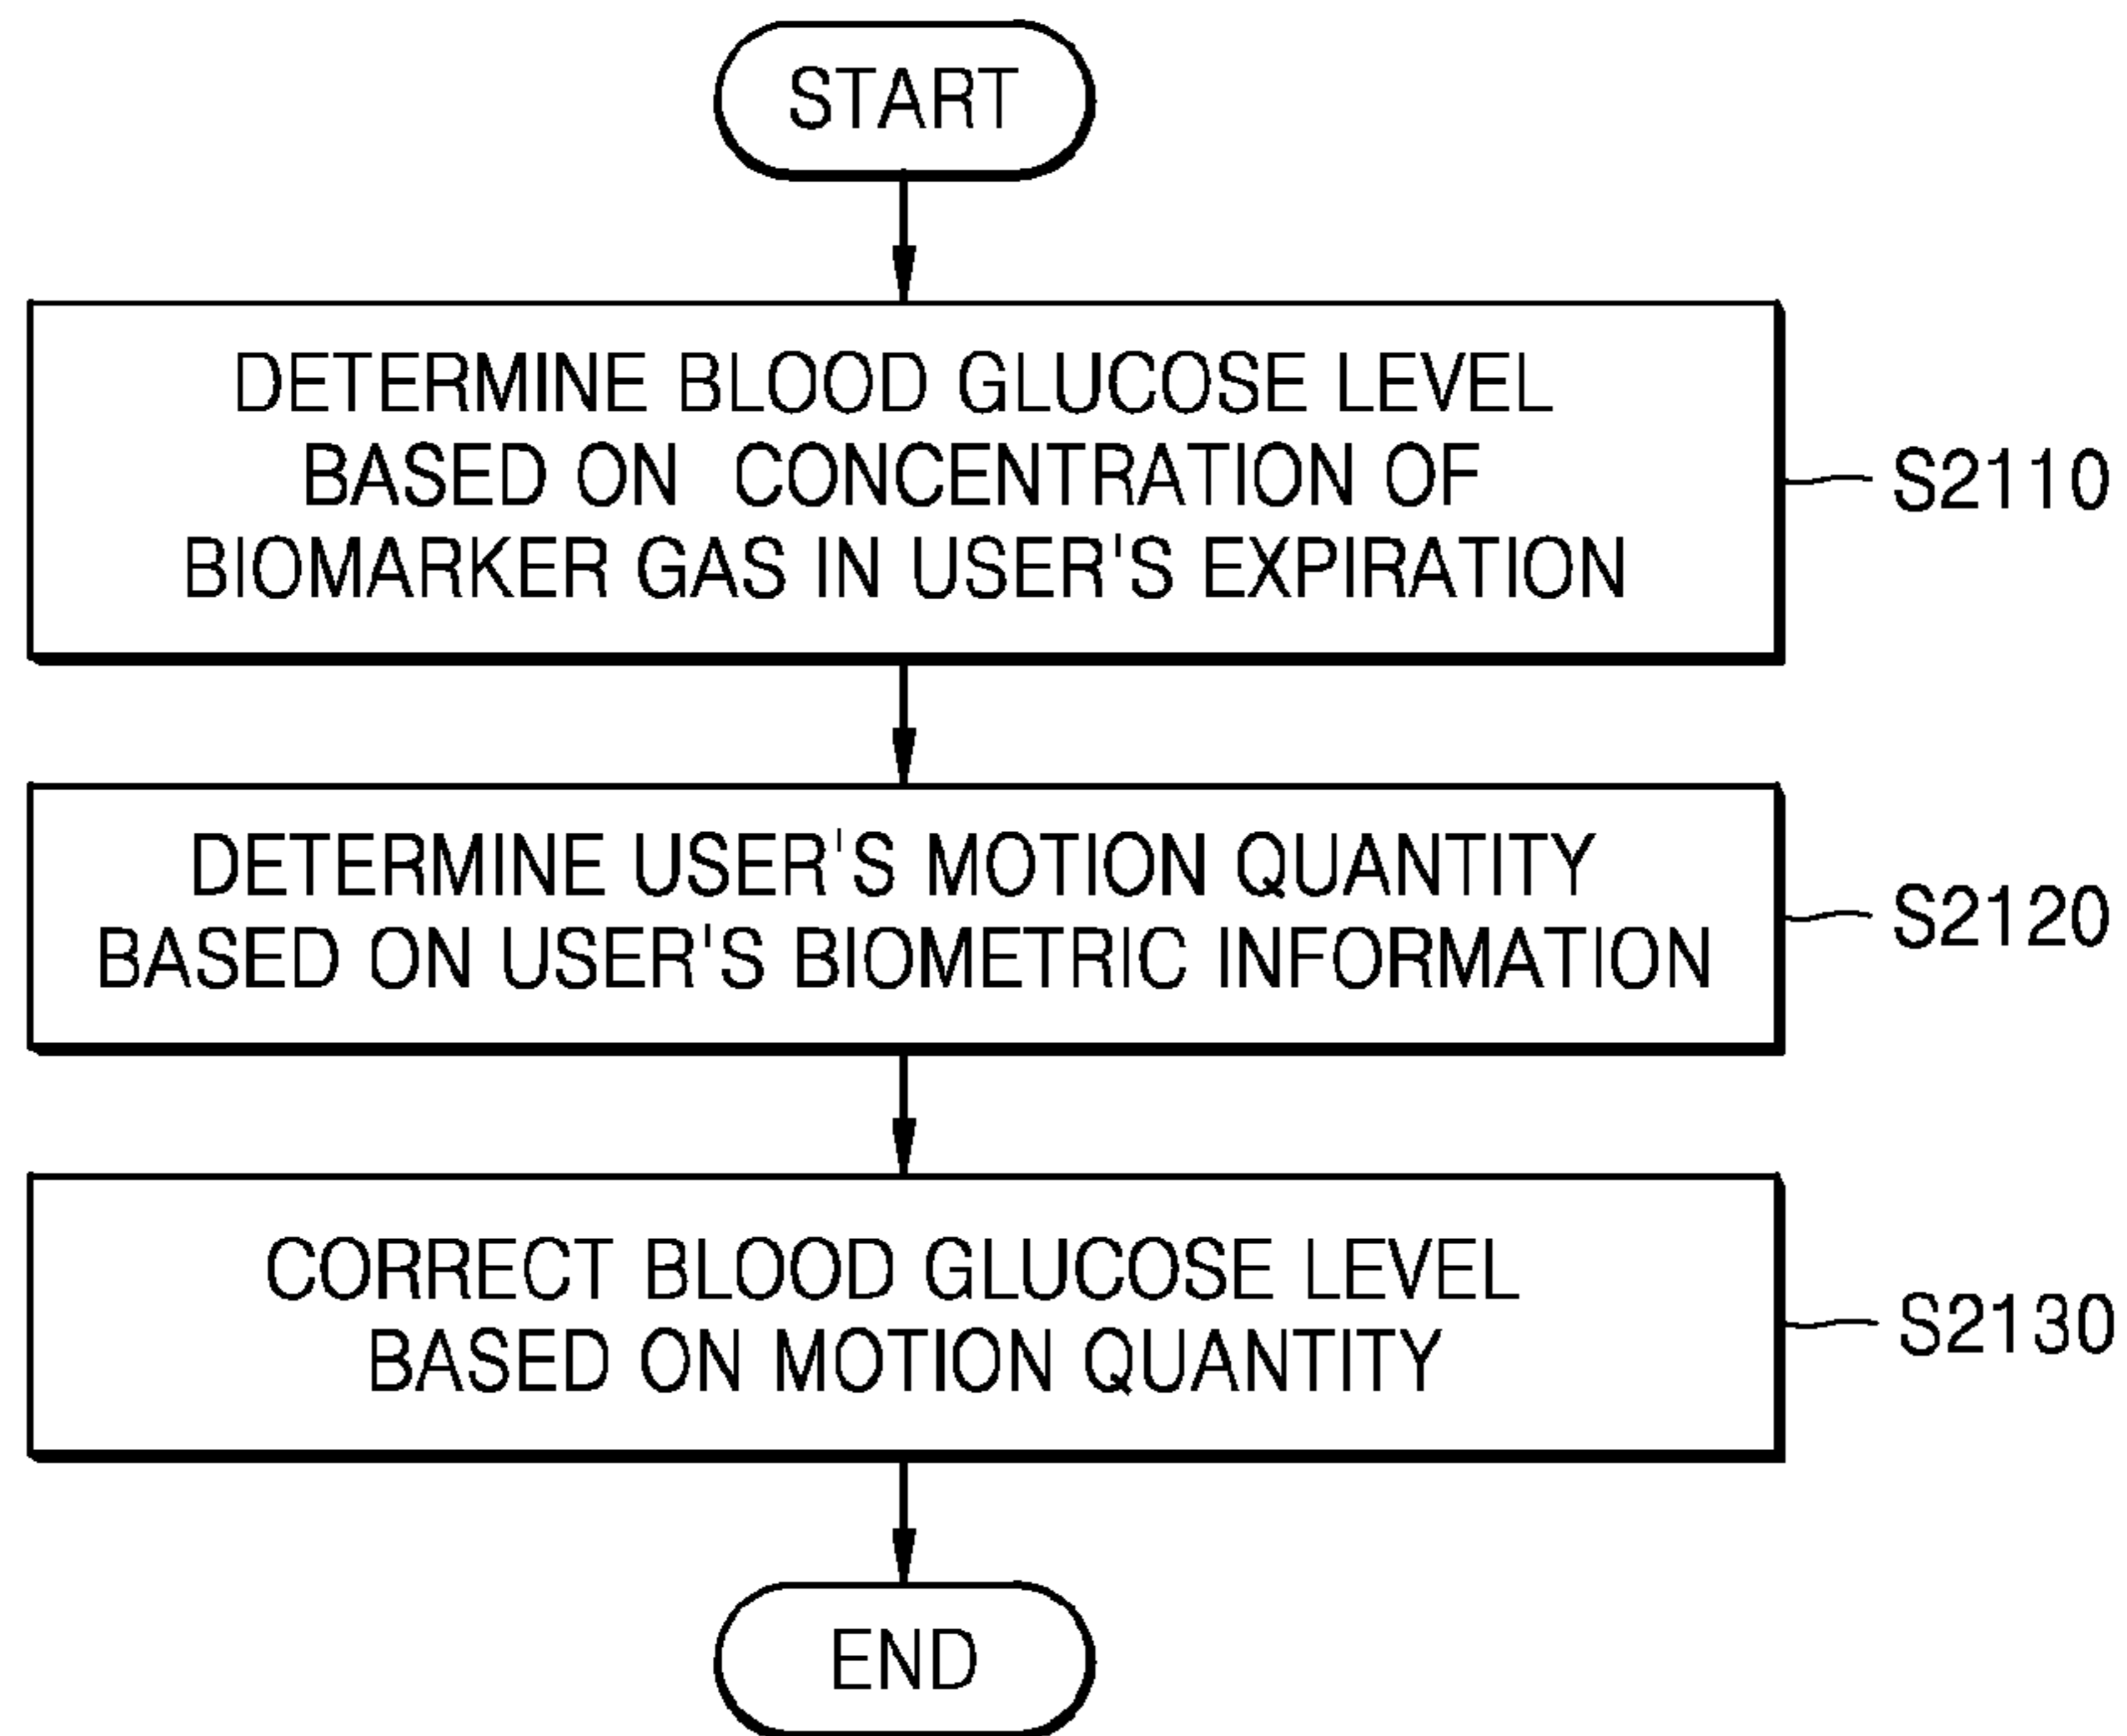 START
DETERMINE BLOOD GLUCOSE LEVEL
BASED ON CONCENTRATION OF
BIOMARKER GAS IN USER'S EXPIRATION
S2110
DETERMINE USER'S MOTION QUANTITY
BASED ON USER'S BIOMETRIC INFORMATION
S2120
CORRECT BLOOD GLUCOSE LEVEL
BASED ON MOTION QUANTITY
S2130
END